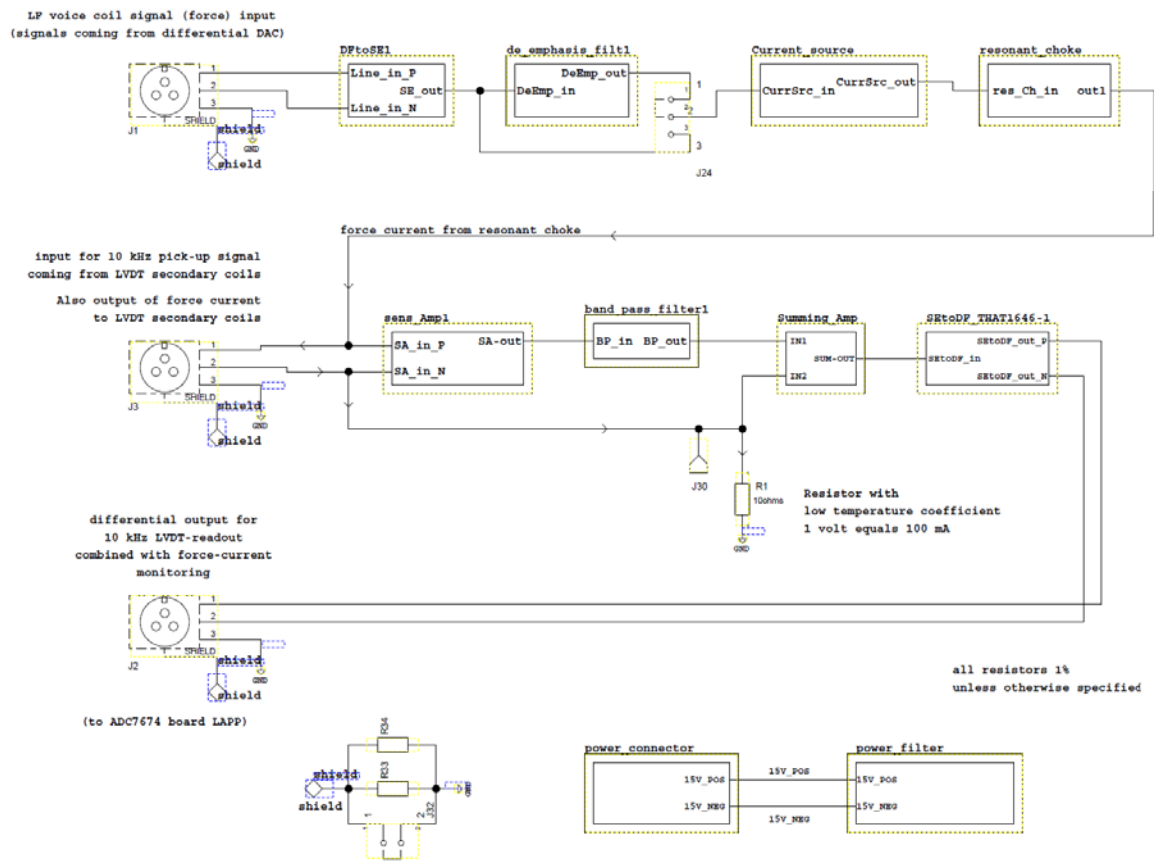 LF voice coil signal (force) input
(signals coming from differential DAC)
DFtoSE1
de_emphasis_filt1
Current_source
resonant_choke
Line_in_P
SE_out
Line_in_N
DeEmp_out
DeEmp_in
CurrSrc_out
CurrSrc_in
res_Ch_in
out1
1
2
3
SHIELD
J1
shield
GND
shield
1
1
2
2
3
3
J24
force current from resonant choke
input for 10 kHz pick-up signal
coming from LVDT secondary coils
Also output of force current
to LVDT secondary coils
sens_Amp1
band_pass_filter1
Summing_Amp
SEtoDF_THAT1646-1
SA_in_P
SA-out
SA_in_N
BP_in
BP_out
IN1
SUM-OUT
IN2
SEtoDF_out_P
SEtoDF_in
SEtoDF_out_N
1
2
3
SHIELD
J3
shield
GND
shield
J30
R1
10ohms
GND
Resistor with
low temperature coefficient
1 volt equals 100 mA
differential output for
10 kHz LVDT-readout
combined with force-current
monitoring
1
2
3
SHIELD
J2
shield
GND
shield
(to ADC7674 board LAPP)
all resistors 1%
unless otherwise specified
R34
R33
shield
shield
GND
J32
1
2
power_connector
power_filter
15V_POS
15V_POS
15V_POS
15V_NEG
15V_NEG
15V_NEG